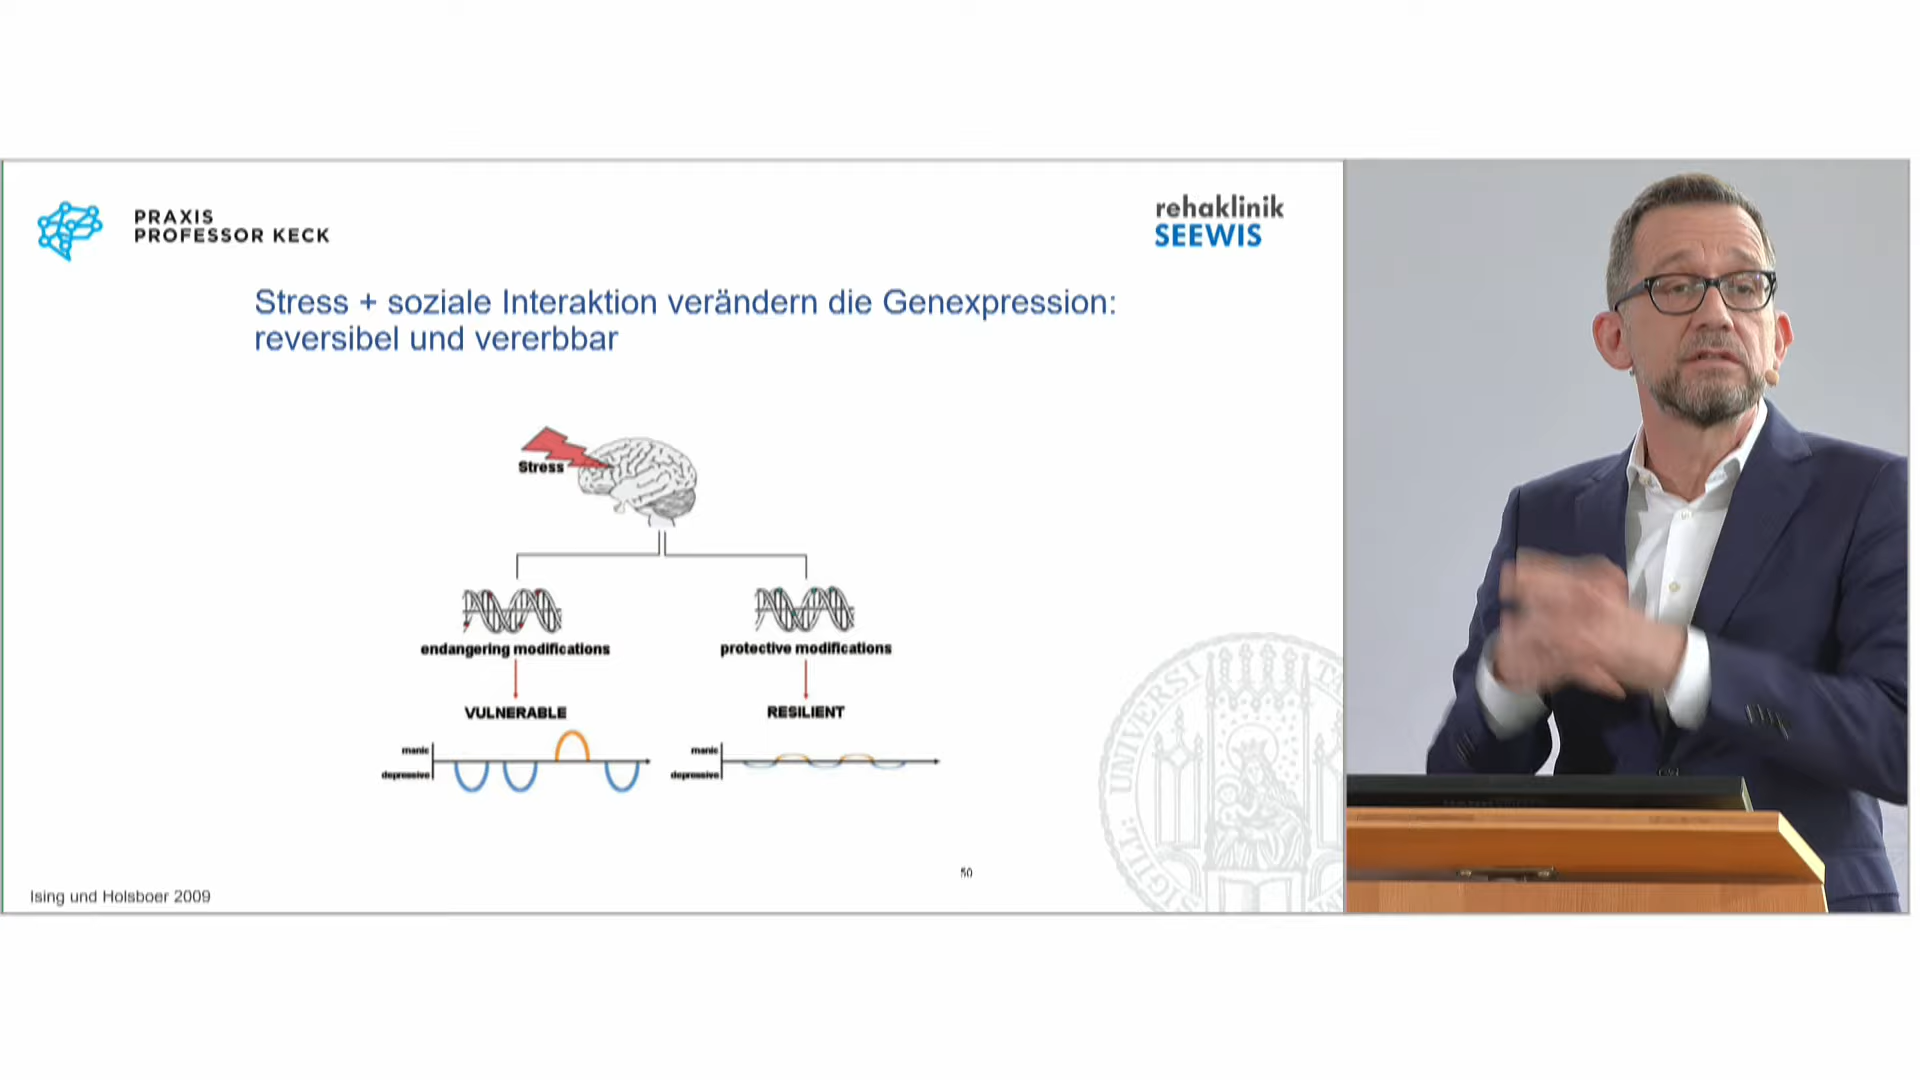 PRAXIS
PROFESSOR KECK
rehaklinik
SEEWIS
Stress + soziale Interaktion verändern die Genexpression:
reversibel und vererbbar
Stress
endangering modifications
protective modifications
VULNERABLE
RESILIENT
manic
depressive
manic
depressive
50
Ising und Holsboer 2009